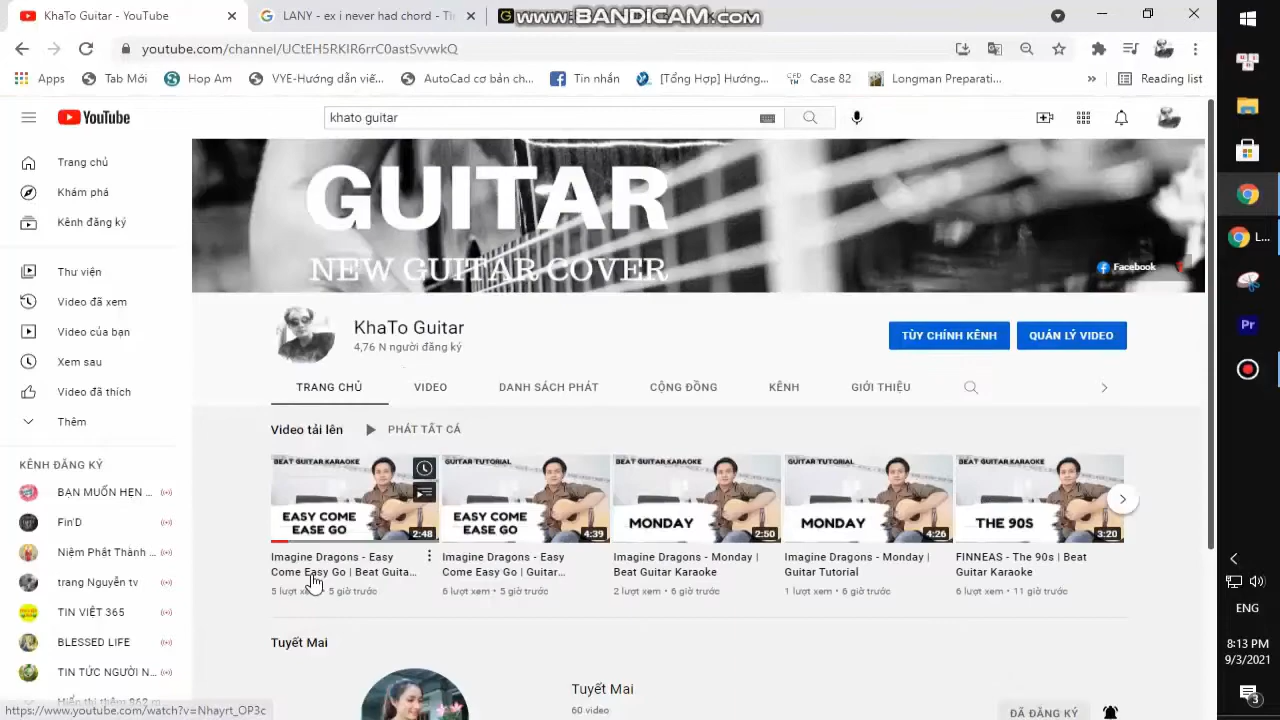 KhaTo Guitar - YouTube
LANY - ex i never had chord - Ti
www.BANDICAM.com
youtube.com/channel/UCtEH5RKIR6rrC0astSvvwkQ
Apps
Tab Mới
Hop Am
VYE-Hướng dẫn viê...
AutoCad cơ bản ch...
Tin nhắn
[Tổng Hợp] Hướng...
Case 82
Longman Preparati...
»
Reading list
YouTube
khato guitar
Trang chủ
Khám phá
Kênh đăng ký
Thư viện
Video đã xem
Video của bạn
Xem sau
Video đã thích
Thêm
KÊNH ĐĂNG KÝ
BẠN MUỐN HẸN ...
Fin'D
Niệm Phật Thành ...
trang Nguyễn tv
TIN VIỆT 365
BLESSED LIFE
TIN TỨC NGƯỜI N...
https://www.youtube.com/watch?v=Nhayrt_OP3c
GUITAR
NEW GUITAR COVER
Facebook
KhaTo Guitar
4,76 N người đăng ký
TÙY CHỈNH KÊNH
QUẢN LÝ VIDEO
TRANG CHỦ
VIDEO
DANH SÁCH PHÁT
CỘNG ĐỒNG
KÊNH
GIỚI THIỆU
Video tải lên
PHÁT TẤT CẢ
BEAT GUITAR KARAOKE
EASY COME
EASE GO
2:48
Imagine Dragons - Easy
Come Easy Go | Beat Guita...
5 lượt xem • 5 giờ trước
GUITAR TUTORIAL
EASY COME
EASE GO
4:39
Imagine Dragons - Easy
Come Easy Go | Guitar...
6 lượt xem • 5 giờ trước
BEAT GUITAR KARAOKE
MONDAY
2:50
Imagine Dragons - Monday |
Beat Guitar Karaoke
2 lượt xem • 6 giờ trước
GUITAR TUTORIAL
MONDAY
4:26
Imagine Dragons - Monday |
Guitar Tutorial
1 lượt xem • 6 giờ trước
BEAT GUITAR KARAOKE
THE 90S
3:20
FINNEAS - The 90s | Beat
Guitar Karaoke
6 lượt xem • 11 giờ trước
Tuyết Mai
Tuyết Mai
60 video
ĐÃ ĐĂNG KÝ
L...
Pr
ENG
8:13 PM
9/3/2021
3